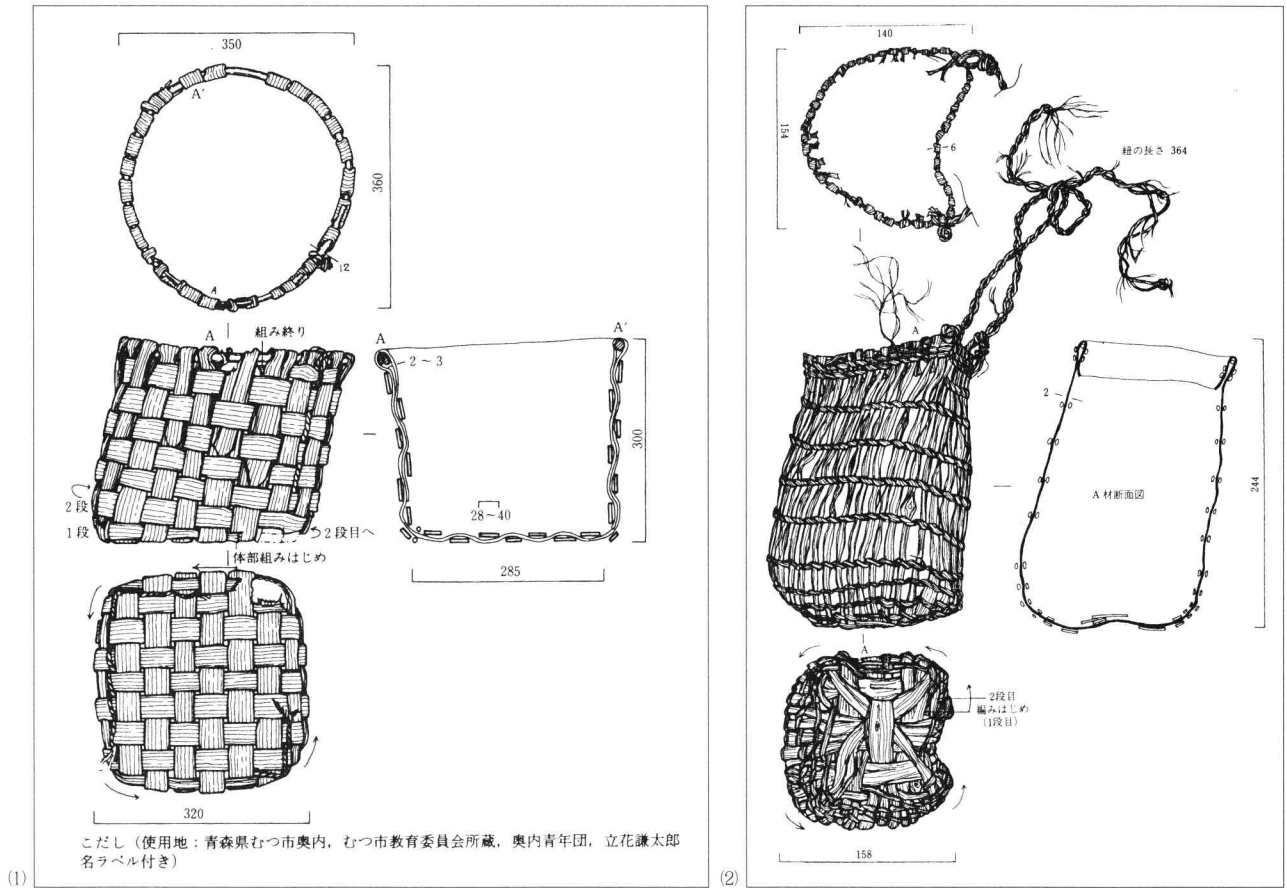 350
A′
360
12
A
A
組み終り
A
A′
2～3
300
2段
1段
2段目へ
28～40
体部組みはじめ
285
320
こだし（使用地：青森県むつ市奥内，むつ市教育委員会所蔵，奥内青年団，立花謙太郎
名ラベル付き）
(1)
140
154
6
紐の長さ 364
A
2
A材断面図
244
A
2段目
編みはじめ
（1段目）
158
(2)